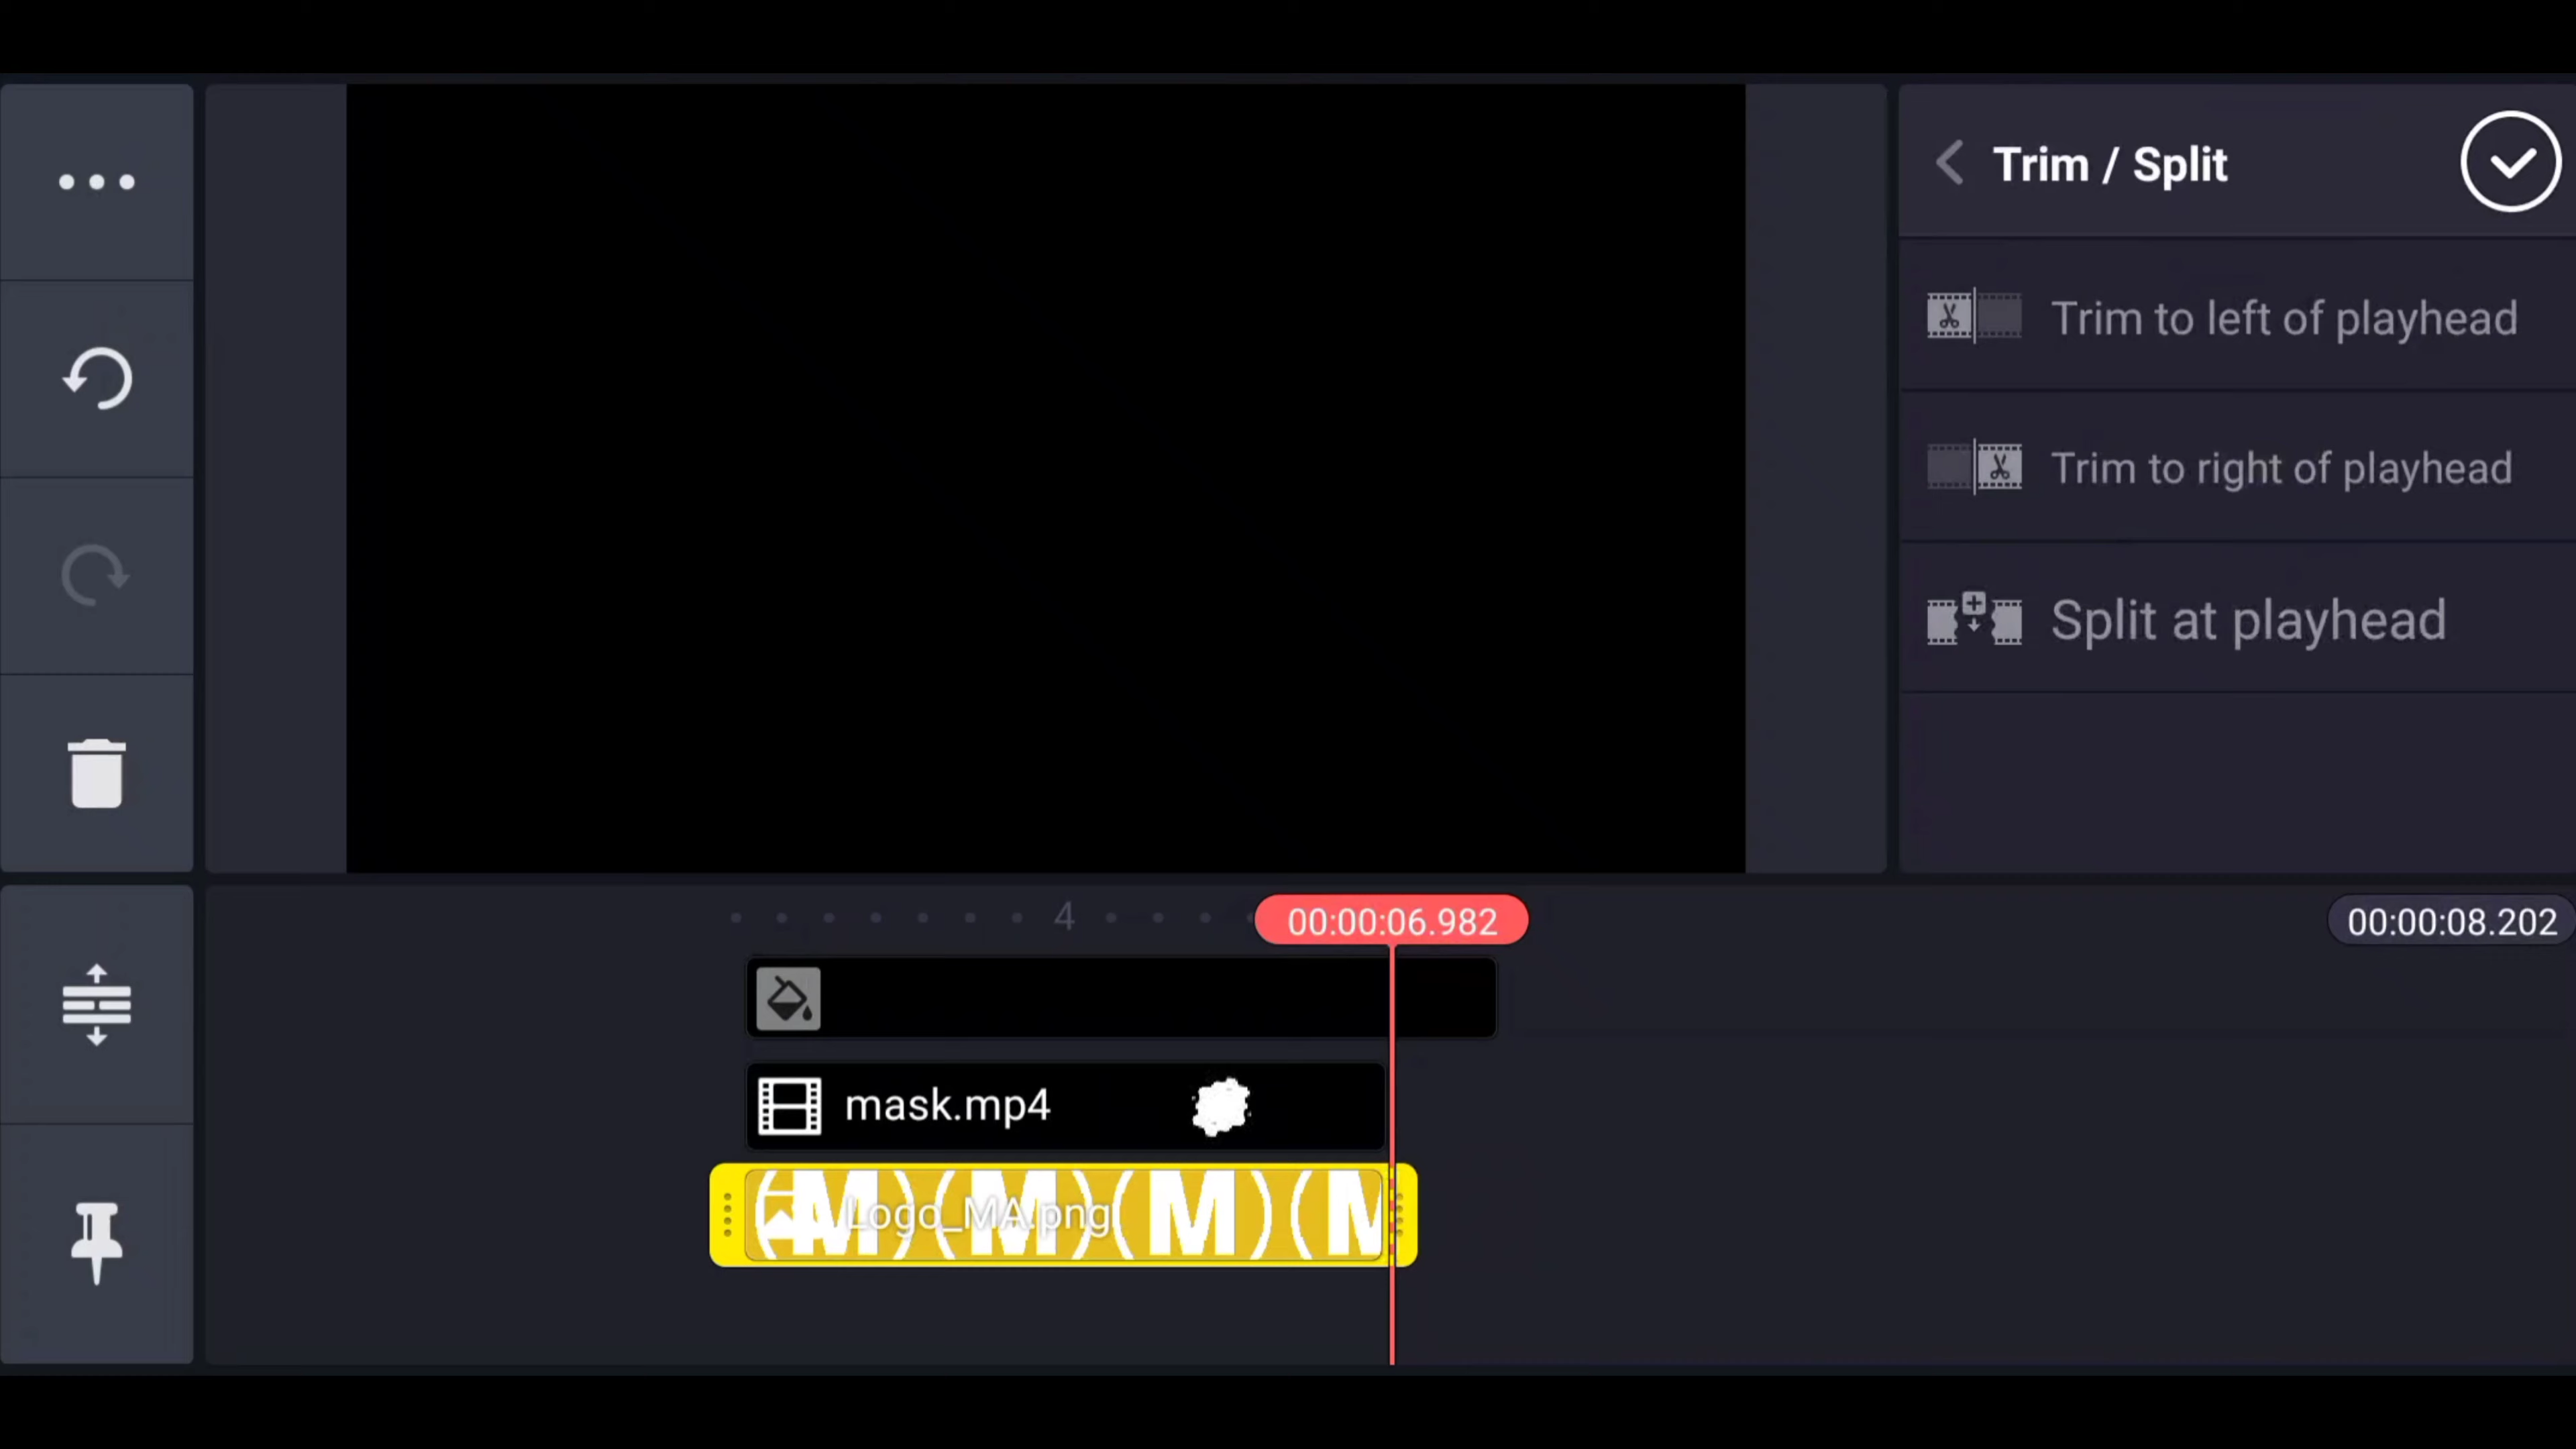 Trim / Split
Trim to left of playhead
Trim to right of playhead
Split at playhead
4
00:00:06.982
00:00:08.202
mask.mp4
(M)(M)(M)(M
Logo_MA.png